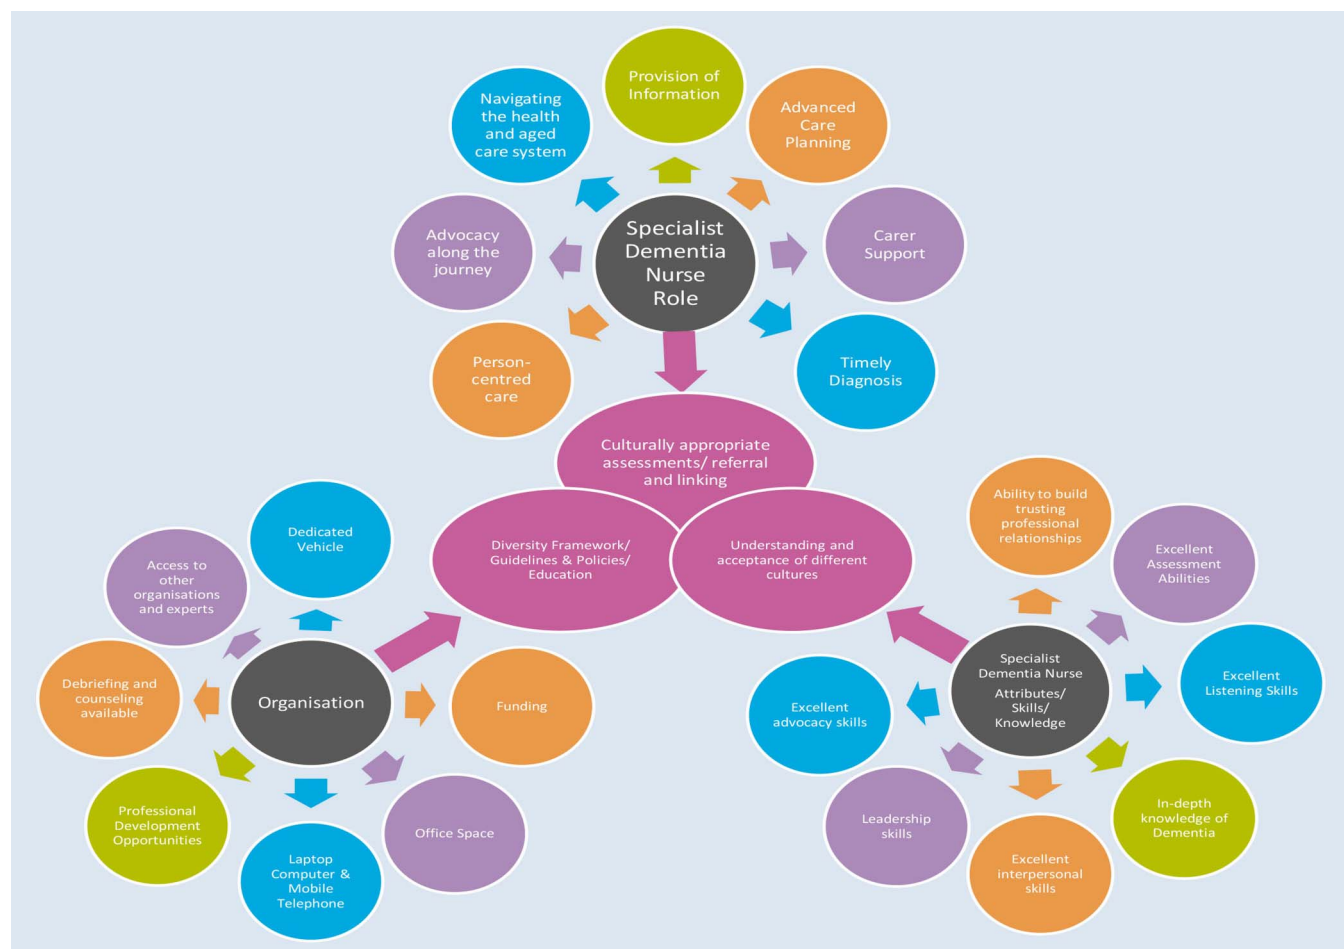 Provision of
Information
Navigating
the health
and aged
care system
Advanced
Care
Planning
Specialist
Dementia
Nurse
Role
Advocacy
along the
journey
Carer
Support
Person-
centred
care
Timely
Diagnosis
Culturally appropriate
assessments/ referral
and linking
Diversity Framework/
Guidelines & Policies/
Education
Understanding and
acceptance of different
cultures
Dedicated
Vehicle
Access to
other
organisations
and experts
Debriefing and
counseling
available
Organisation
Funding
Professional
Development
Opportunities
Office Space
Laptop
Computer &
Mobile
Telephone
Ability to build
trusting
professional
relationships
Excellent
Assessment
Abilities
Specialist
Dementia Nurse
Attributes/
Skills/
Knowledge
Excellent
Listening Skills
Excellent
advocacy skills
Leadership
skills
In-depth
knowledge of
Dementia
Excellent
interpersonal
skills